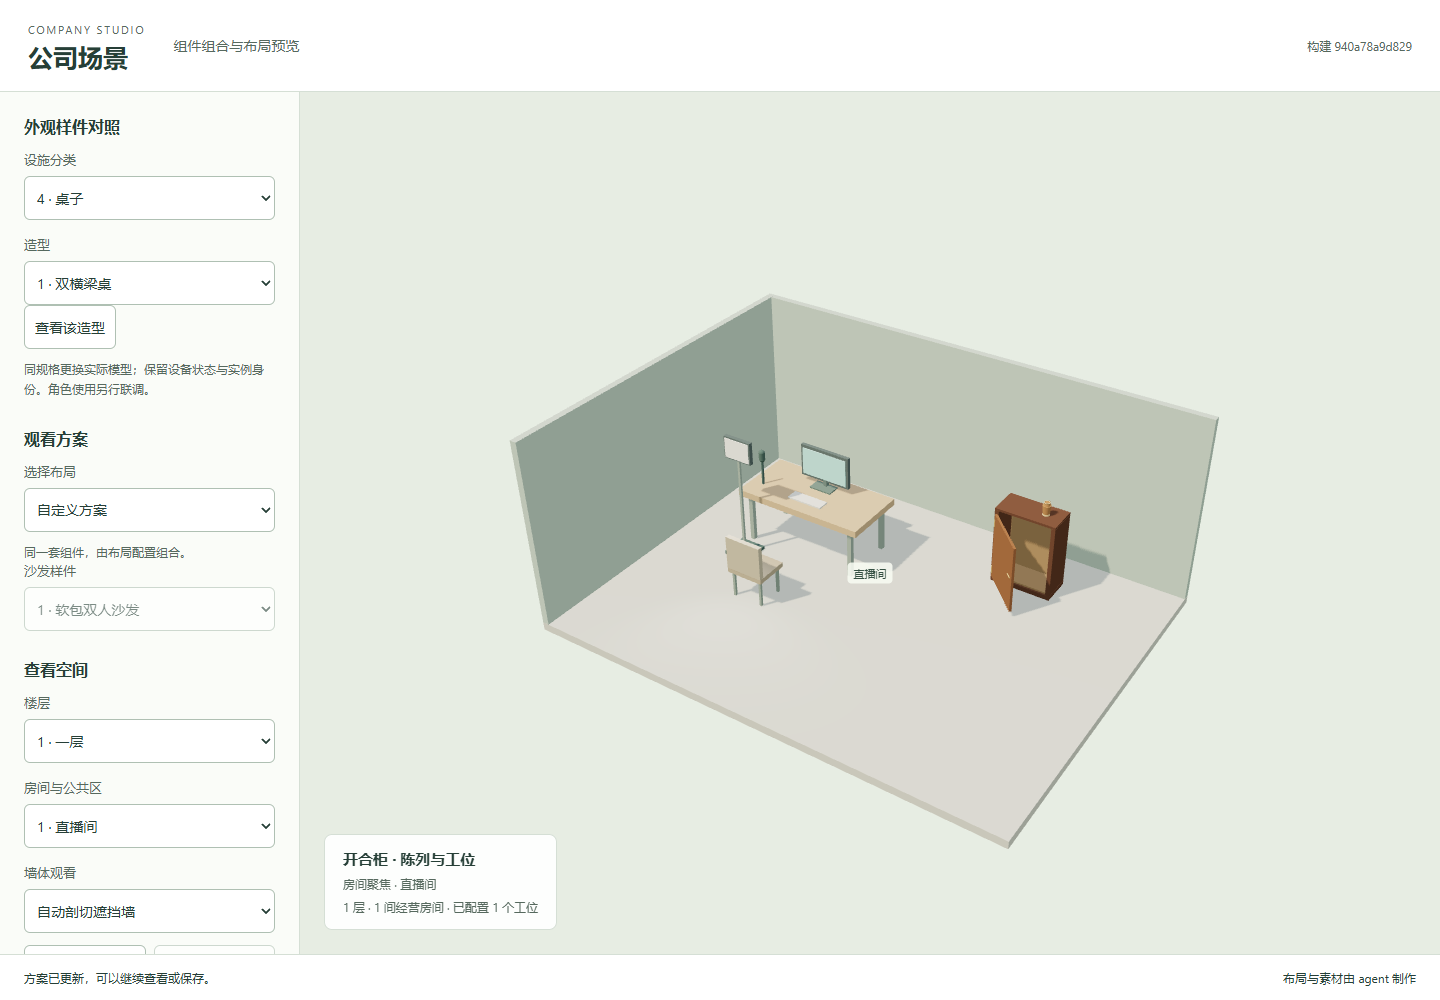 COMPANY STUDIO
公司场景
组件组合与布局预览
构建 940a78a9d829
外观样件对照
设施分类
4 · 桌子
造型
1 · 双横梁桌
查看该造型
同规格更换实际模型；保留设备状态与实例身
份。角色使用另行联调。
观看方案
选择布局
自定义方案
同一套组件，由布局配置组合。
沙发样件
1 · 软包双人沙发
查看空间
楼层
1 · 一层
房间与公共区
1 · 直播间
墙体观看
自动剖切遮挡墙
直播间
开合柜 · 陈列与工位
房间聚焦 · 直播间
1 层 · 1 间经营房间 · 已配置 1 个工位
方案已更新，可以继续查看或保存。
布局与素材由 agent 制作